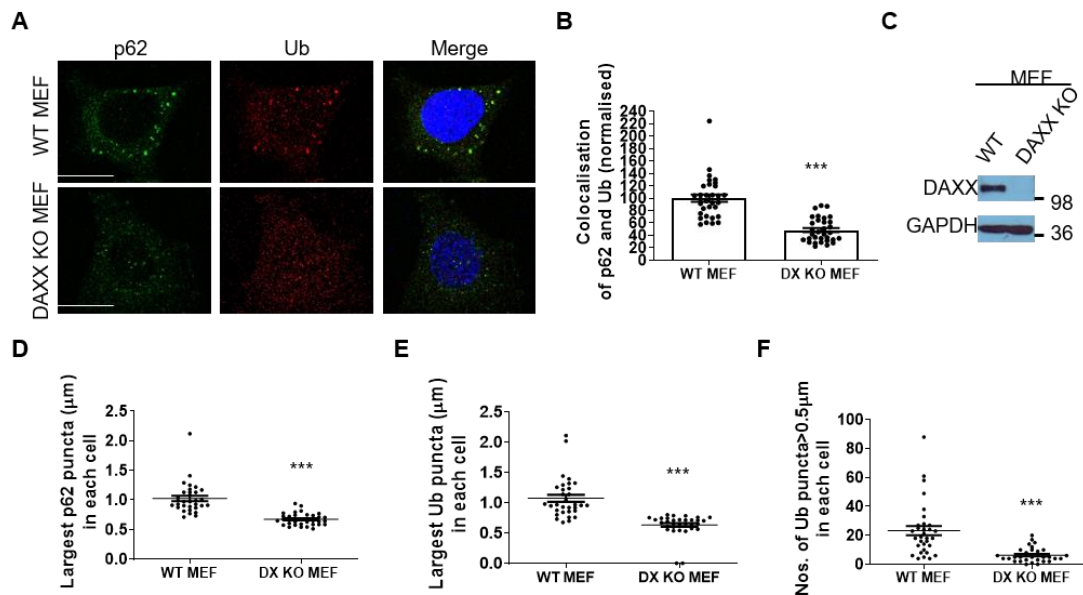 A
p62
Ub
Merge
WT MEF
DAXX KO MEF
B
Colocalisation
of p62 and Ub (normalised)
240
220
200
180
160
140
120
100
80
60
40
20
0
***
WT MEF
DX KO MEF
C
MEF
WT
DAXX KO
DAXX
98
GAPDH
36
D
Largest p62 puncta (µm)
in each cell
2.5
2.0
1.5
1.0
0.5
0.0
***
WT MEF
DX KO MEF
E
Largest Ub puncta (µm)
in each cell
2.5
2.0
1.5
1.0
0.5
0.0
***
WT MEF
DX KO MEF
F
Nos. of Ub puncta>0.5µm
in each cell
100
80
60
40
20
0
***
WT MEF
DX KO MEF